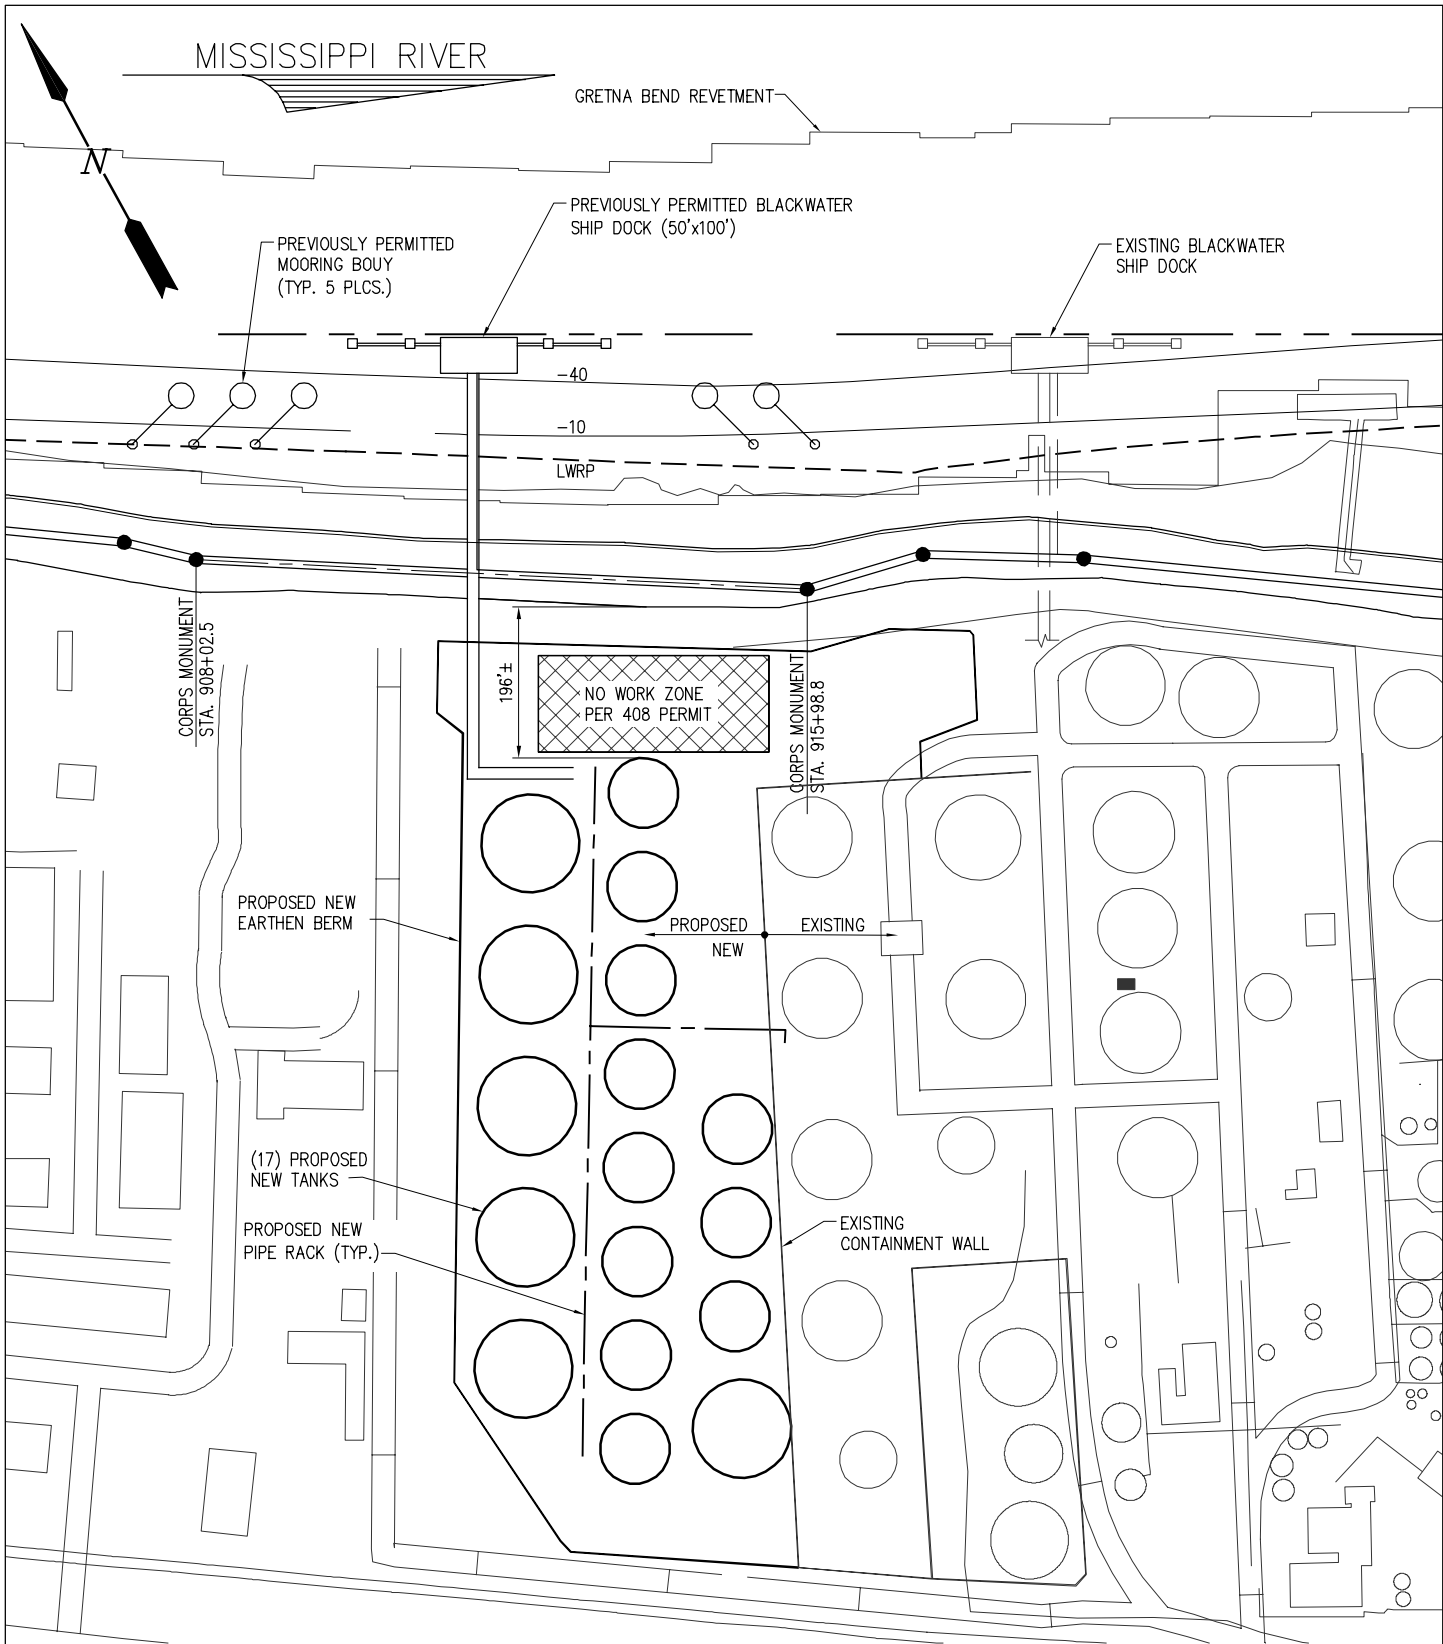 MISSISSIPPI RIVER
GRETNA BEND REVETMENT
N
PREVIOUSLY PERMITTED BLACKWATER
SHIP DOCK (50'x100')
PREVIOUSLY PERMITTED
MOORING BOUY
(TYP. 5 PLCS.)
EXISTING BLACKWATER
SHIP DOCK
-40
-10
LWRP
CORPS MONUMENT
STA. 908+02.5
196'±
NO WORK ZONE
PER 408 PERMIT
CORPS MONUMENT
STA. 915+98.8
PROPOSED NEW
EARTHEN BERM
PROPOSED
NEW
EXISTING
(17) PROPOSED
NEW TANKS
PROPOSED NEW
PIPE RACK (TYP.)
EXISTING
CONTAINMENT WALL